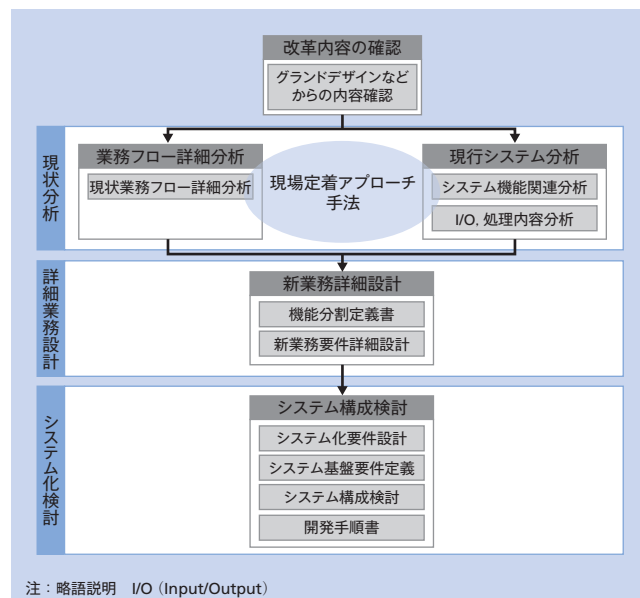 改革内容の確認
グランドデザインなど
からの内容確認
現状分析
業務フロー詳細分析
現状業務フロー詳細分析
現場定着アプローチ
手法
現行システム分析
システム機能関連分析
I/O, 処理内容分析
詳細業務設計
新業務詳細設計
機能分割定義書
新業務要件詳細設計
システム化検討
システム構成検討
システム化要件設計
システム基盤要件定義
システム構成検討
開発手順書
注：略語説明　I/O（Input/Output）